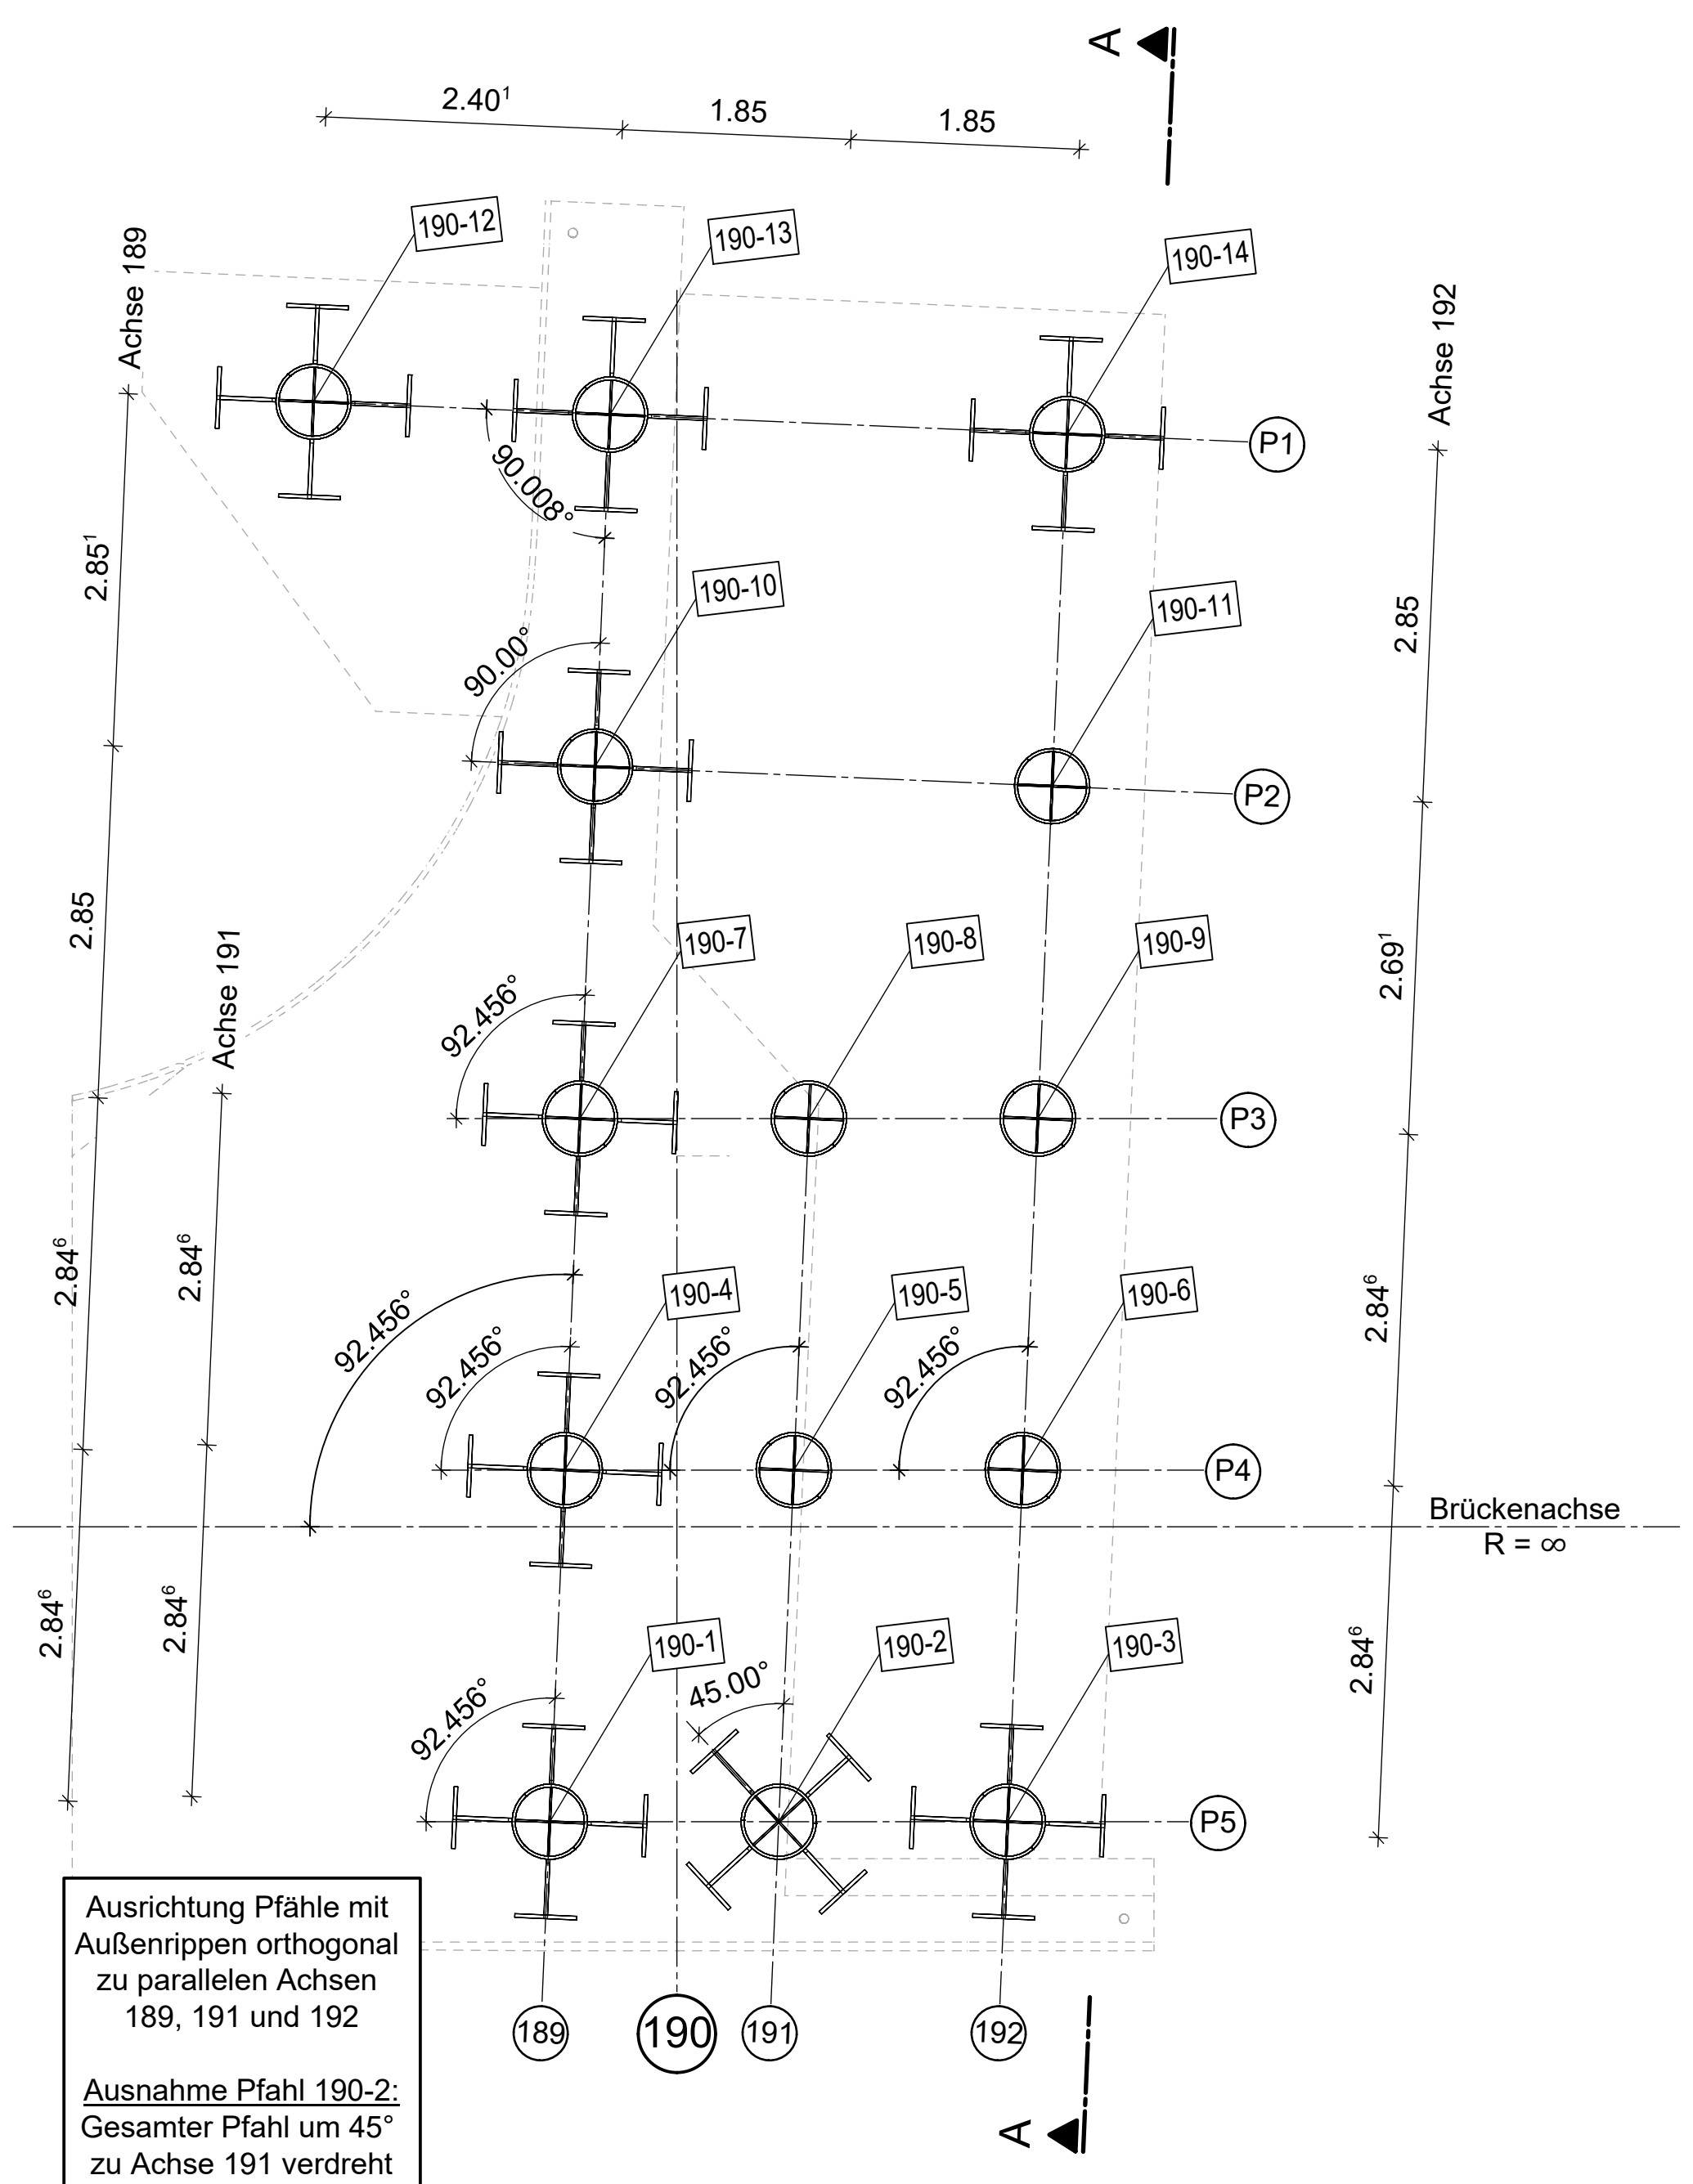 A
2.40¹
1.85
1.85
190-12
190-13
190-14
Achse 189
Achse 192
P1
90.008°
2.85¹
190-10
190-11
2.85
90.00°
P2
2.85
Achse 191
190-7
190-8
190-9
2.69¹
92.456°
P3
2.84⁶
2.84⁶
190-4
190-5
190-6
2.84⁶
92.456°
92.456°
92.456°
92.456°
P4
Brückenachse
R = ∞
2.84⁶
2.84⁶
190-1
190-2
190-3
2.84⁶
92.456°
45.00°
P5
Ausrichtung Pfähle mit
Außenrippen orthogonal
zu parallelen Achsen
189, 191 und 192
Ausnahme Pfahl 190-2:
Gesamter Pfahl um 45°
zu Achse 191 verdreht
189
190
191
192
A